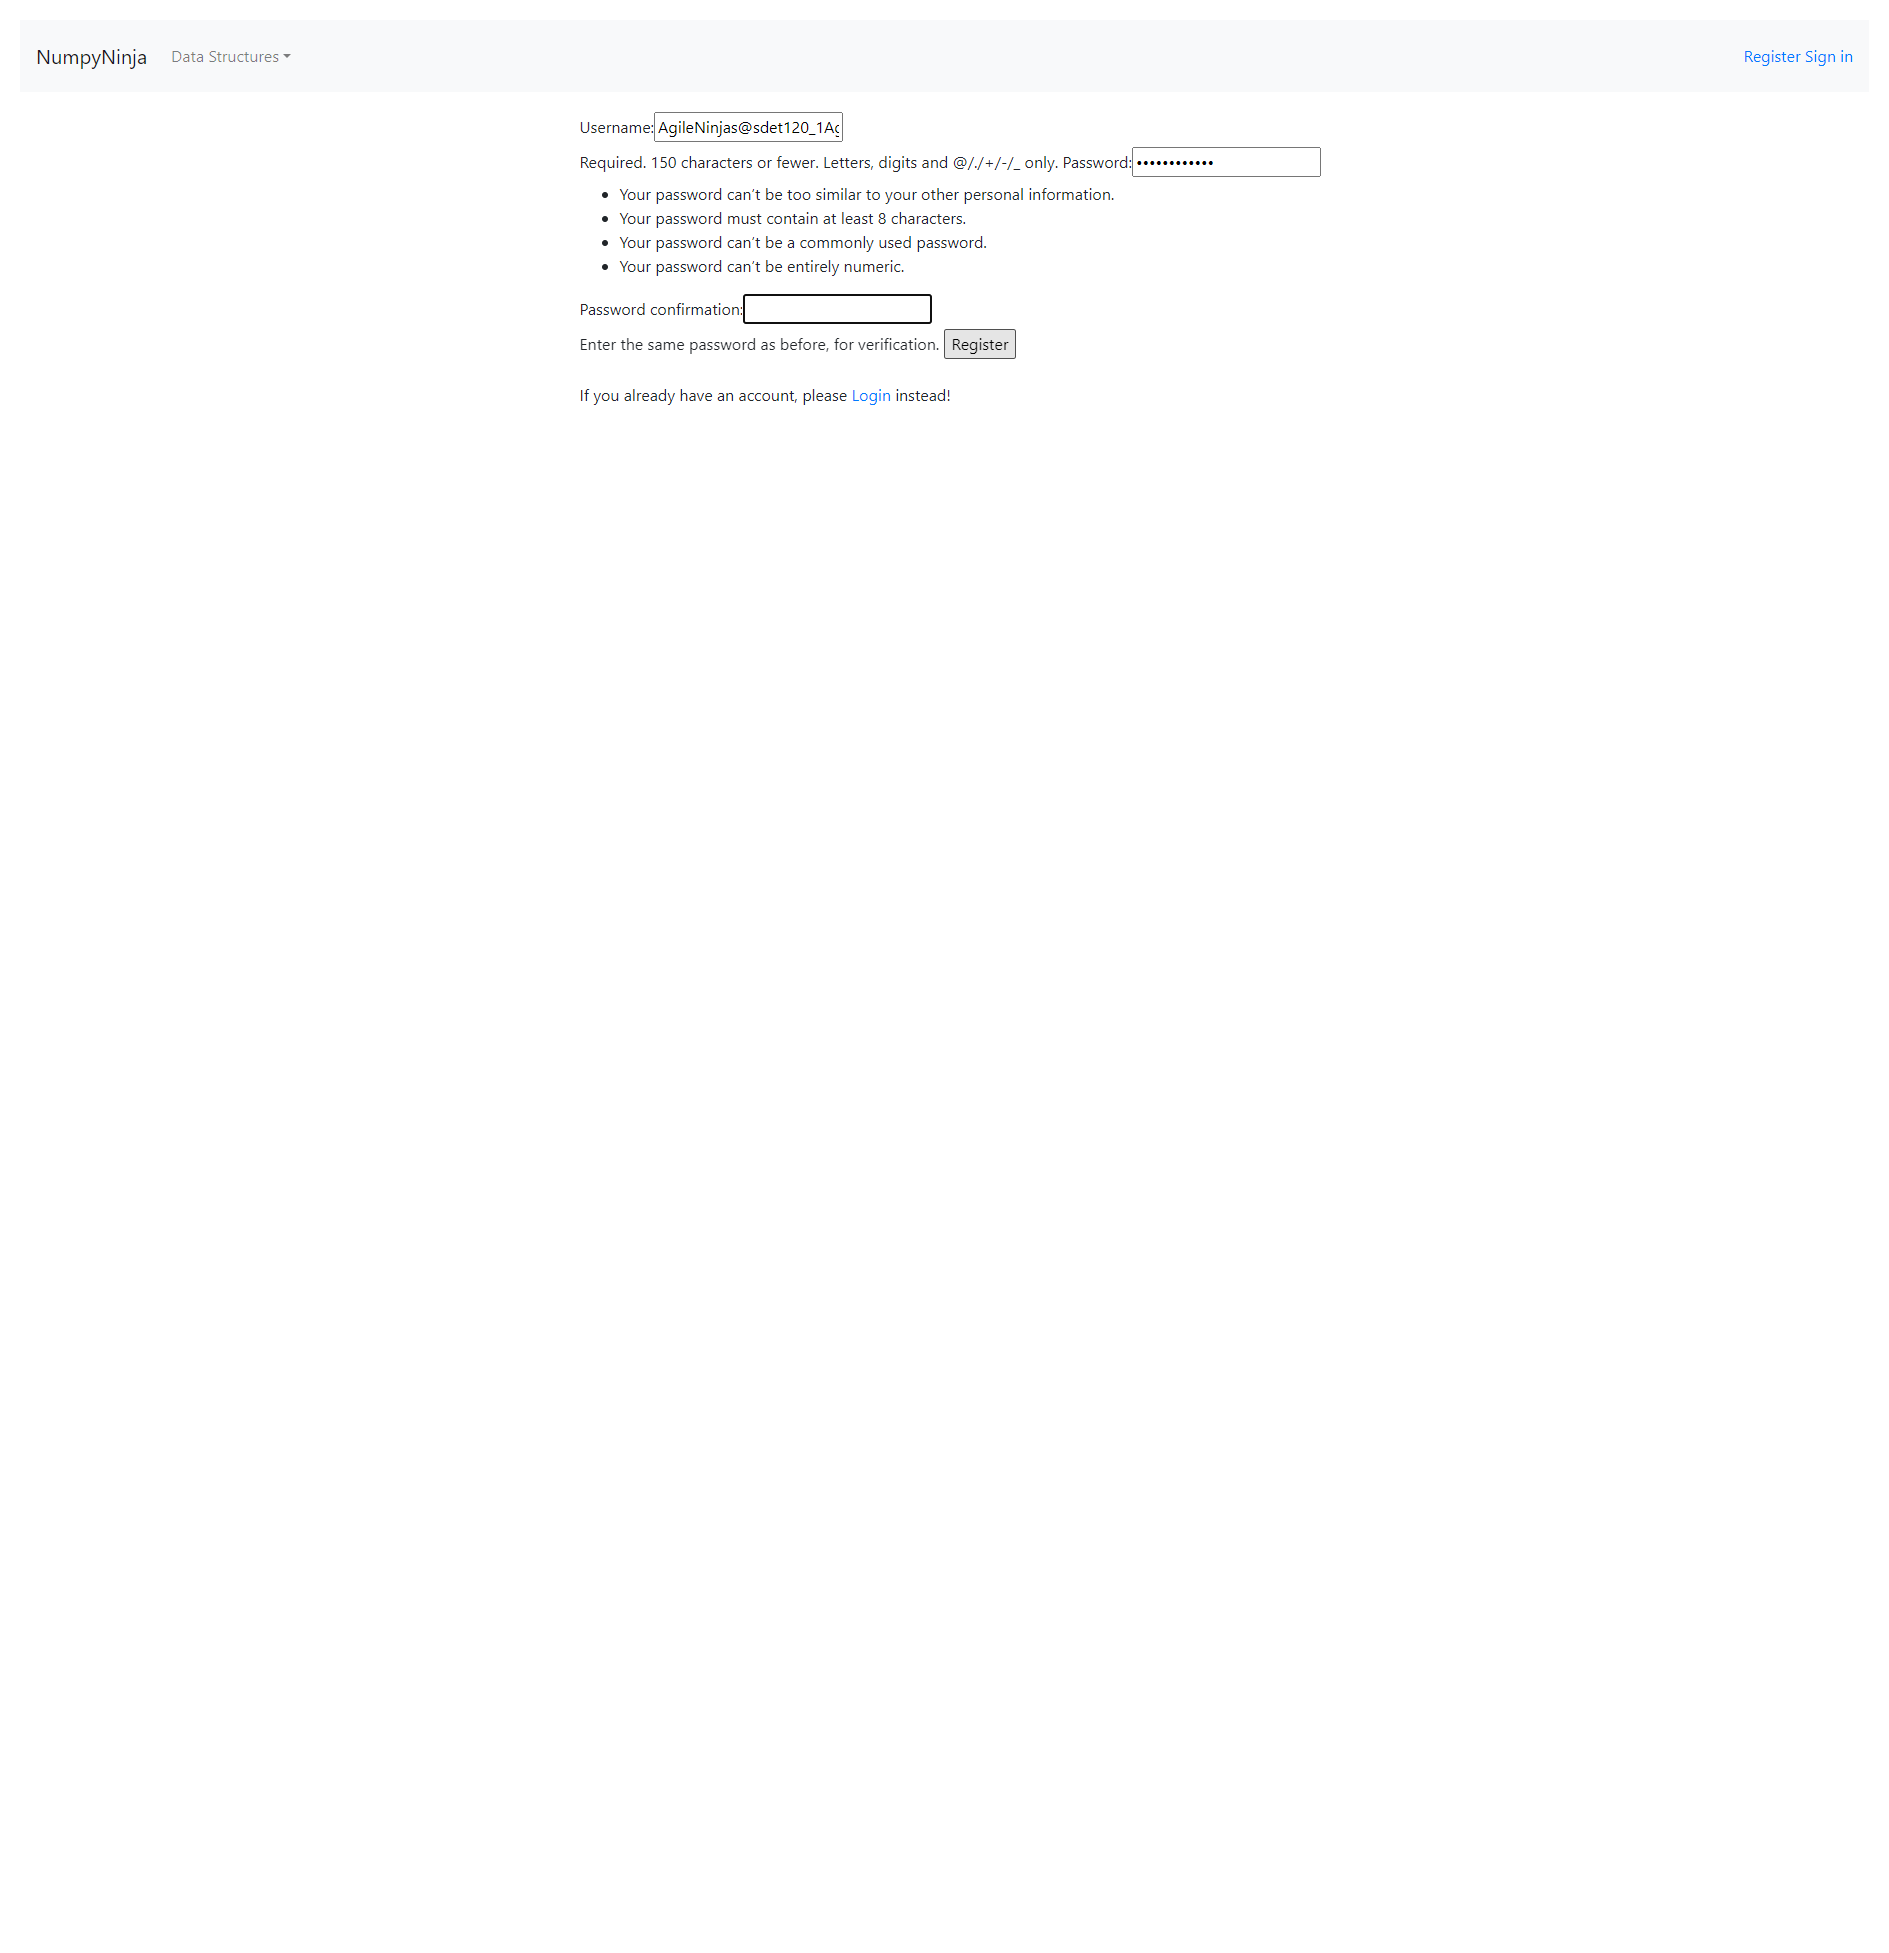 NumpyNinja Data Structures Register Sign in
Username: AgileNinjas@sdet120_1
Required. 150 characters or fewer. Letters, digits and @/./+/-/_ only. Password: ••••••••••••
• Your password can’t be too similar to your other personal information.
• Your password must contain at least 8 characters.
• Your password can’t be a commonly used password.
• Your password can’t be entirely numeric.
Password confirmation:
Enter the same password as before, for verification. Register
If you already have an account, please Login instead!